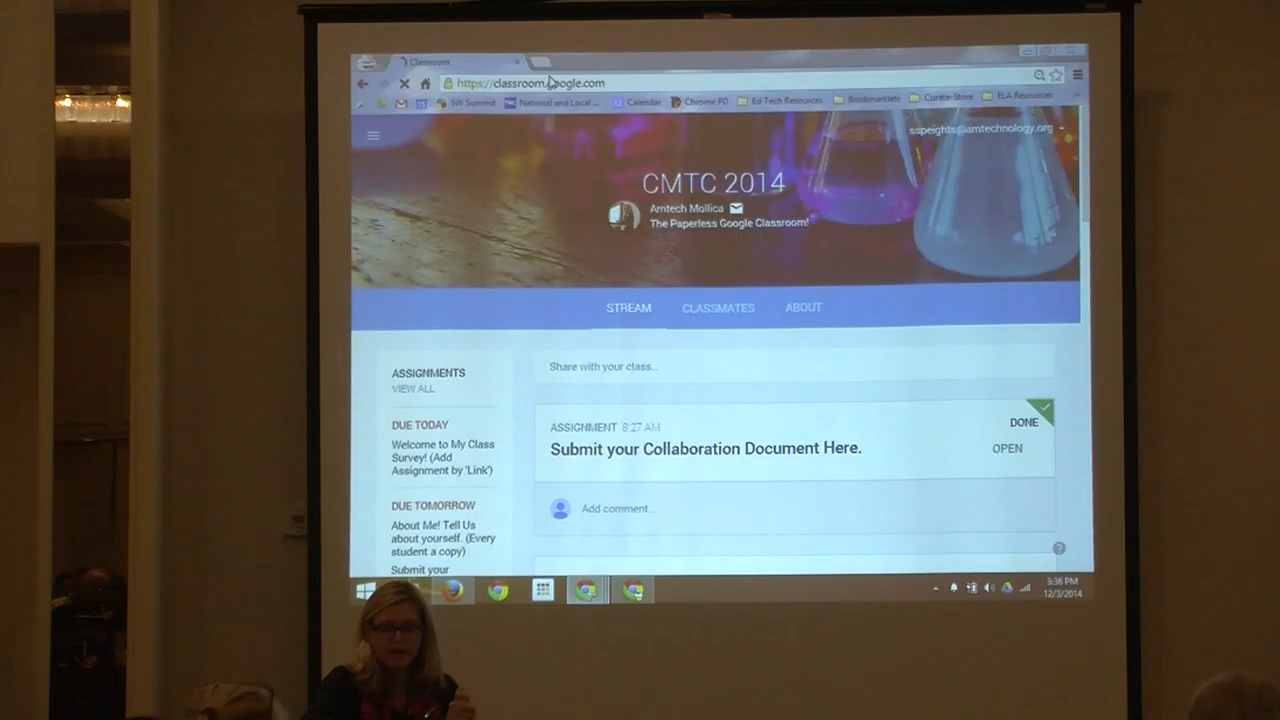 Classroom
https://classroom.google.com
SW Summit
National and Local ...
Calendar
Chrome PD
Ed Tech Resources
Bookmarklets
Curate-Store
ELA Resources
sspeights@amtechnology.org
CMTC 2014
Amtech Mollica
The Paperless Google Classroom!
STREAM
CLASSMATES
ABOUT
ASSIGNMENTS
VIEW ALL
DUE TODAY
Welcome to My Class
Survey! (Add
Assignment by 'Link')
DUE TOMORROW
About Me! Tell Us
about yourself. (Every
student a copy)
Submit your
Share with your class...
ASSIGNMENT 8:27 AM
DONE
Submit your Collaboration Document Here.
OPEN
Add comment...
?
3:36 PM
12/3/2014